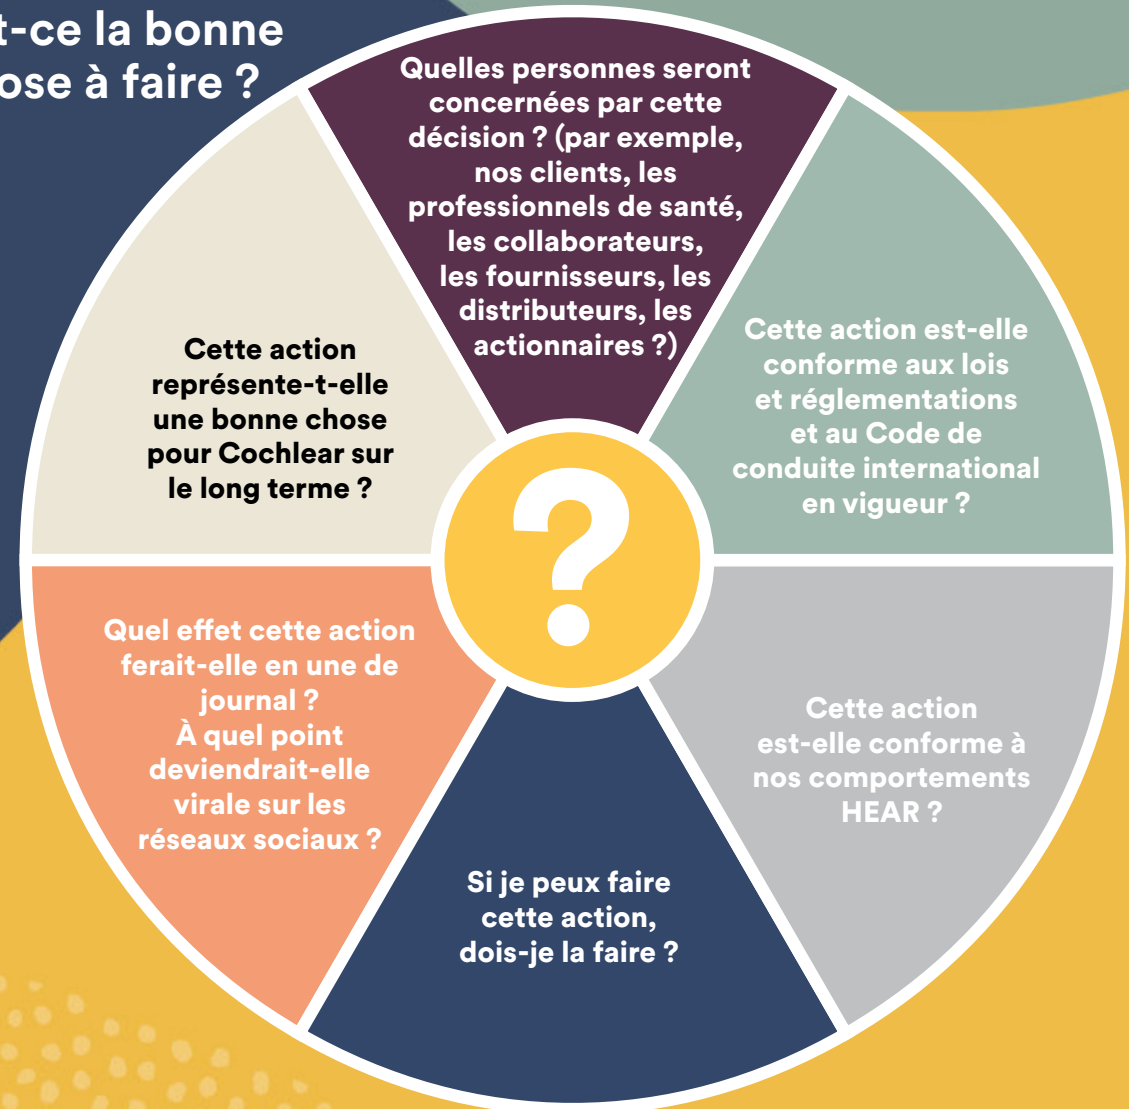 t-ce la bonne
ose à faire ?
Quelles personnes seront
concernées par cette
décision ? (par exemple,
nos clients, les
professionnels de santé,
les collaborateurs,
les fournisseurs, les
distributeurs, les
actionnaires ?)
Cette action est-elle
conforme aux lois
et réglementations
et au Code de
conduite international
en vigueur ?
Cette action
est-elle conforme à
nos comportements
HEAR ?
Si je peux faire
cette action,
dois-je la faire ?
Quel effet cette action
ferait-elle en une de
journal ?
À quel point
deviendrait-elle
virale sur les
réseaux sociaux ?
Cette action
représente-t-elle
une bonne chose
pour Cochlear sur
le long terme ?
?